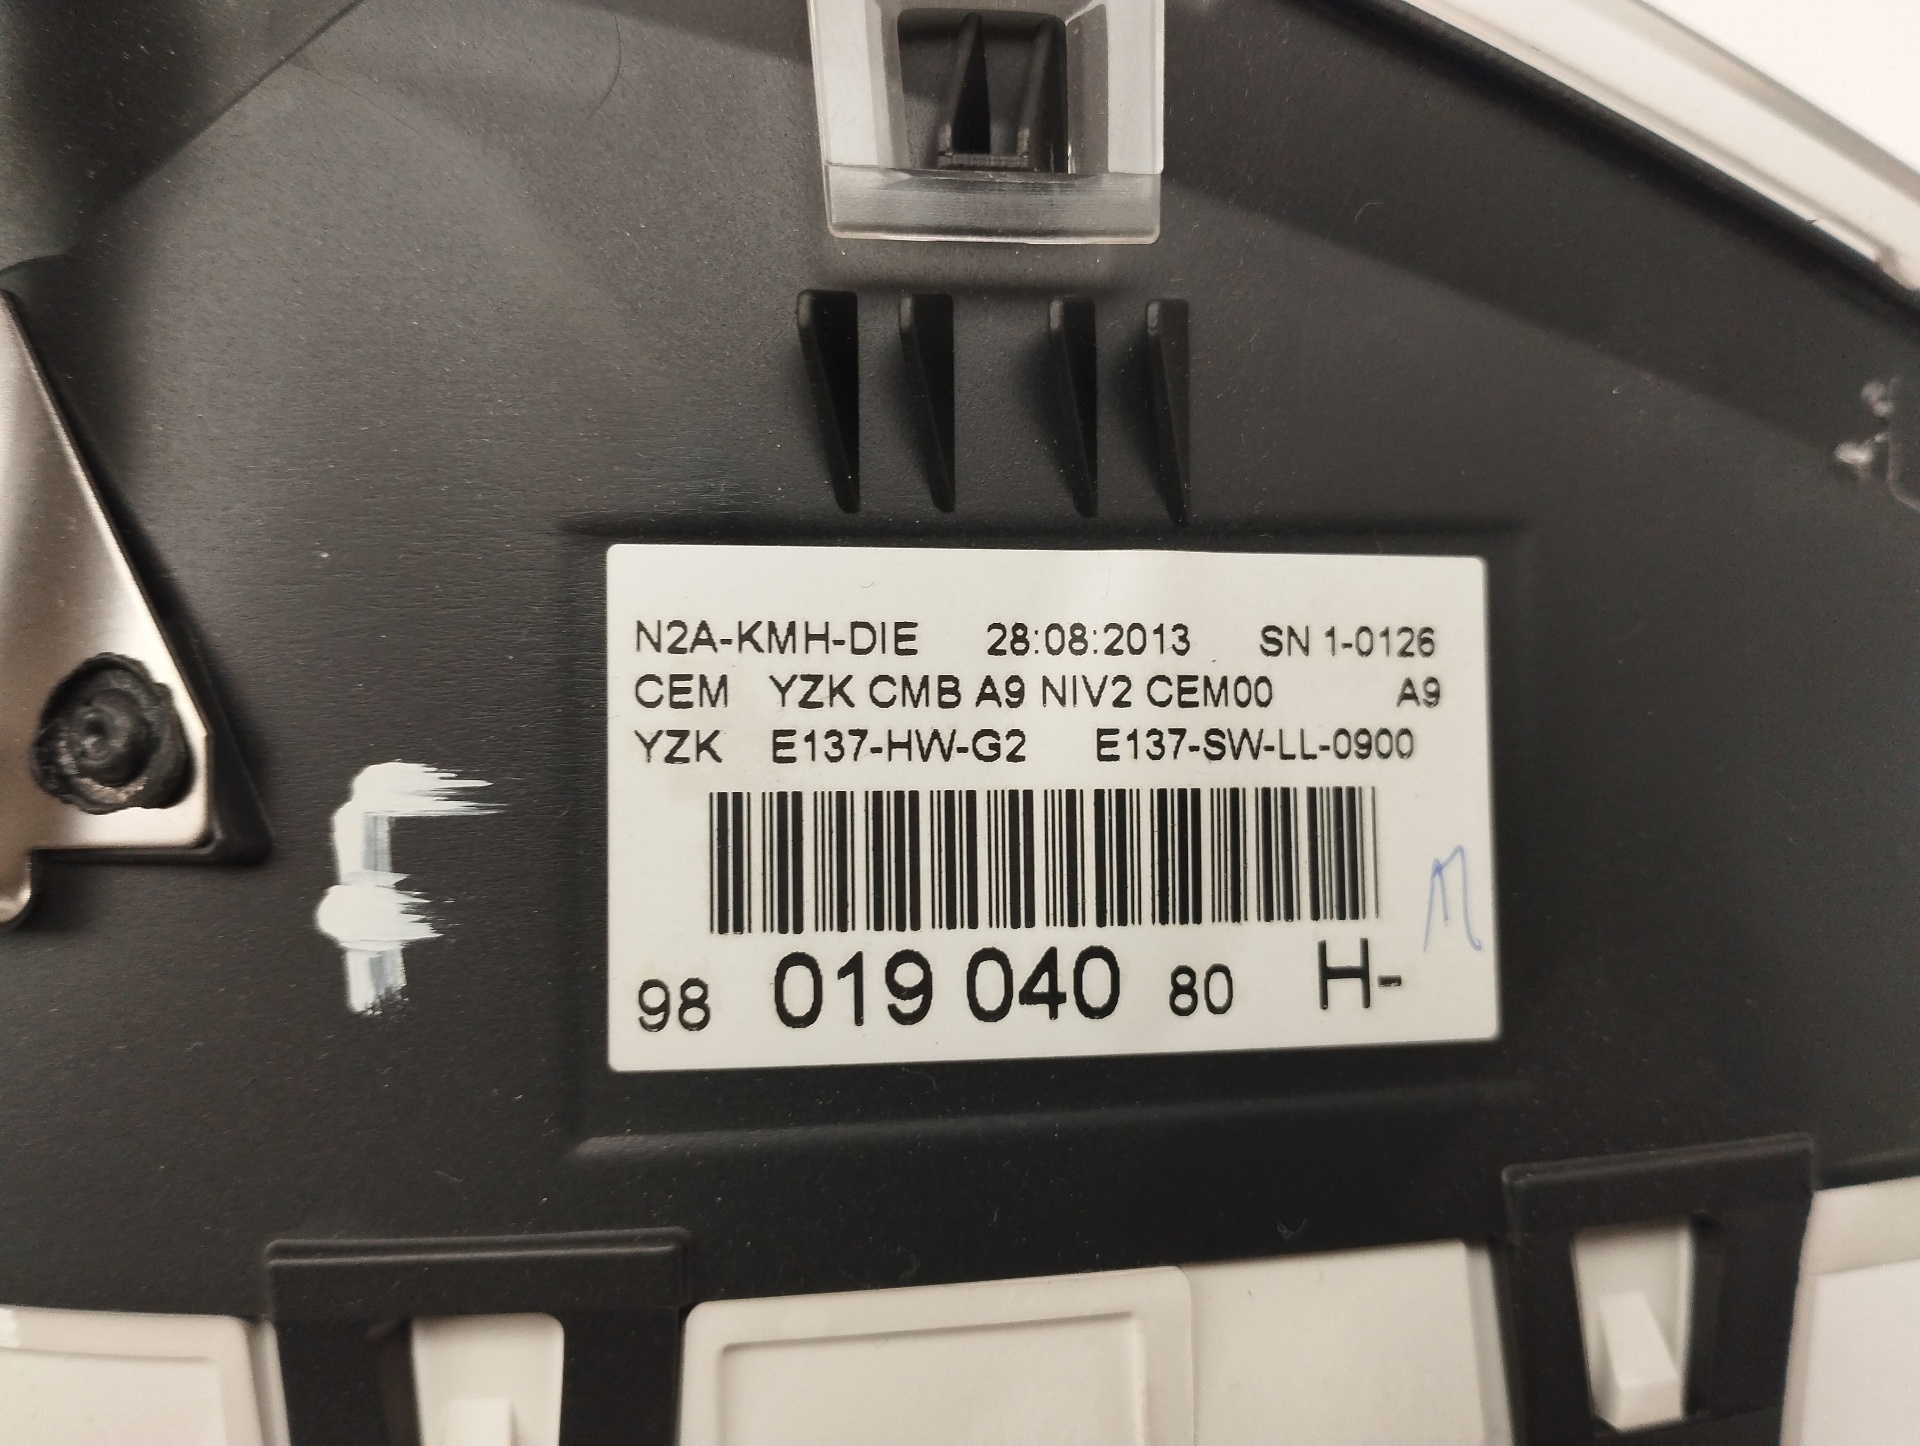 N2A-KMH-DIE 28:08:2013 SN 1-0126
CEM YZK CMB A9 NIV2 CEM00 A9
YZK E137-HW-G2 E137-SW-LL-0900
98 019 040 80 H-